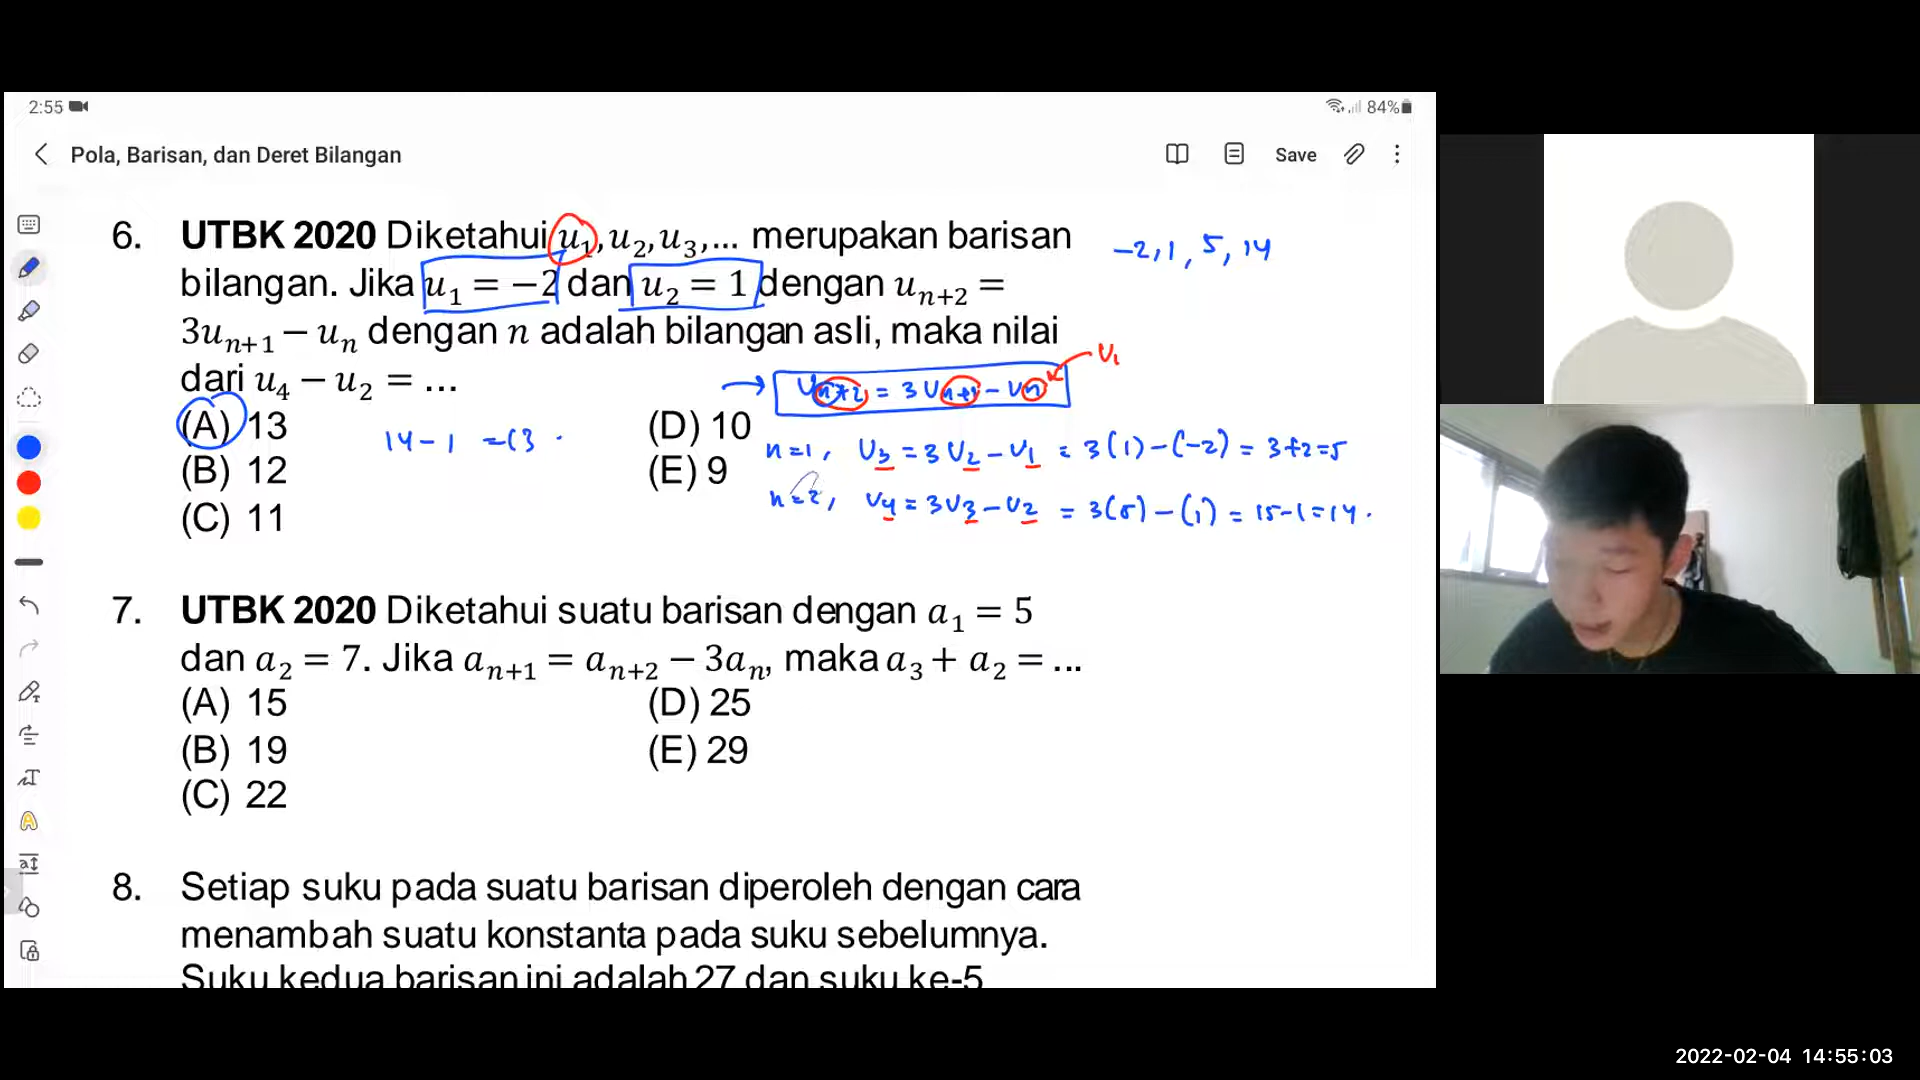 2:55
84%
Pola, Barisan, dan Deret Bilangan
Save
6. UTBK 2020 Diketahui u₁, u₂, u₃, ... merupakan barisan
bilangan. Jika u₁ = −2 dan u₂ = 1 dengan uₙ₊₂ =
3uₙ₊₁ − uₙ dengan n adalah bilangan asli, maka nilai
dari u₄ − u₂ = ...
(A) 13
(B) 12
(C) 11
(D) 10
(E) 9
-2, 1, 5, 14
U₁
Uₙ₊₂ = 3Uₙ₊₁ − Uₙ
14 − 1 = 13 .
n=1, U₃ = 3U₂ − U₁ = 3(1) − (−2) = 3+2=5
n=2, U₄ = 3U₃ − U₂ = 3(5) − (1) = 15−1=14.
7. UTBK 2020 Diketahui suatu barisan dengan a₁ = 5
dan a₂ = 7. Jika aₙ₊₁ = aₙ₊₂ − 3aₙ, maka a₃ + a₂ = ...
(A) 15
(B) 19
(C) 22
(D) 25
(E) 29
8. Setiap suku pada suatu barisan diperoleh dengan cara
menambah suatu konstanta pada suku sebelumnya.
Suku kedua barisan ini adalah 27 dan suku ke-5
2022-02-04 14:55:03